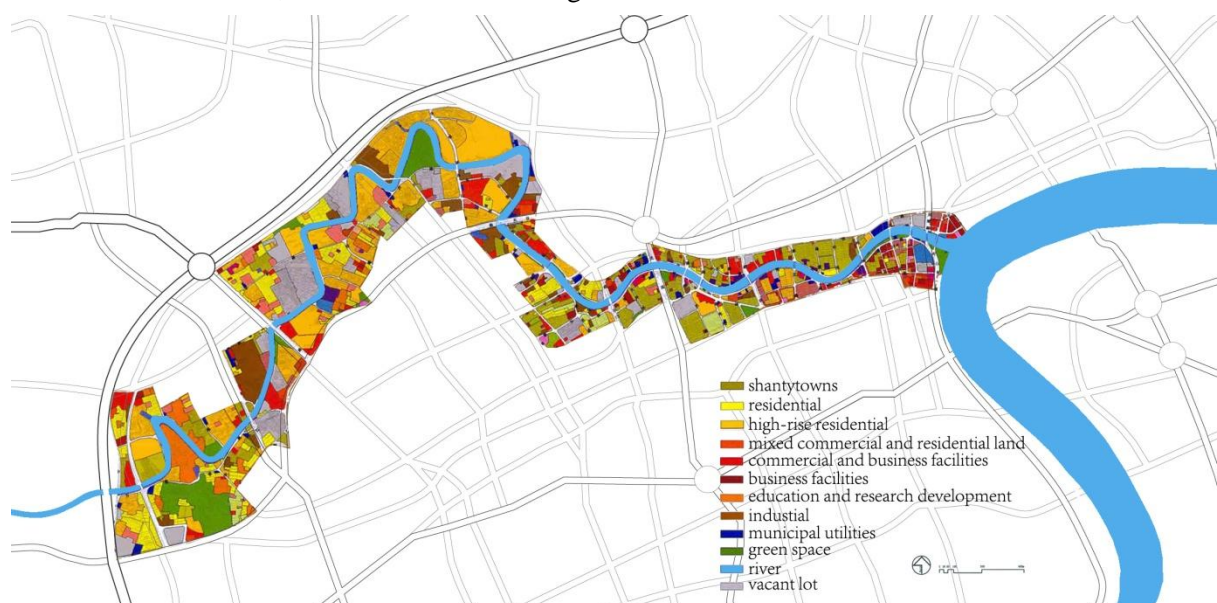 shantytowns
residential
high-rise residential
mixed commercial and residential land
commercial and business facilities
business facilities
education and research development
industial
municipal utilities
green space
river
vacant lot